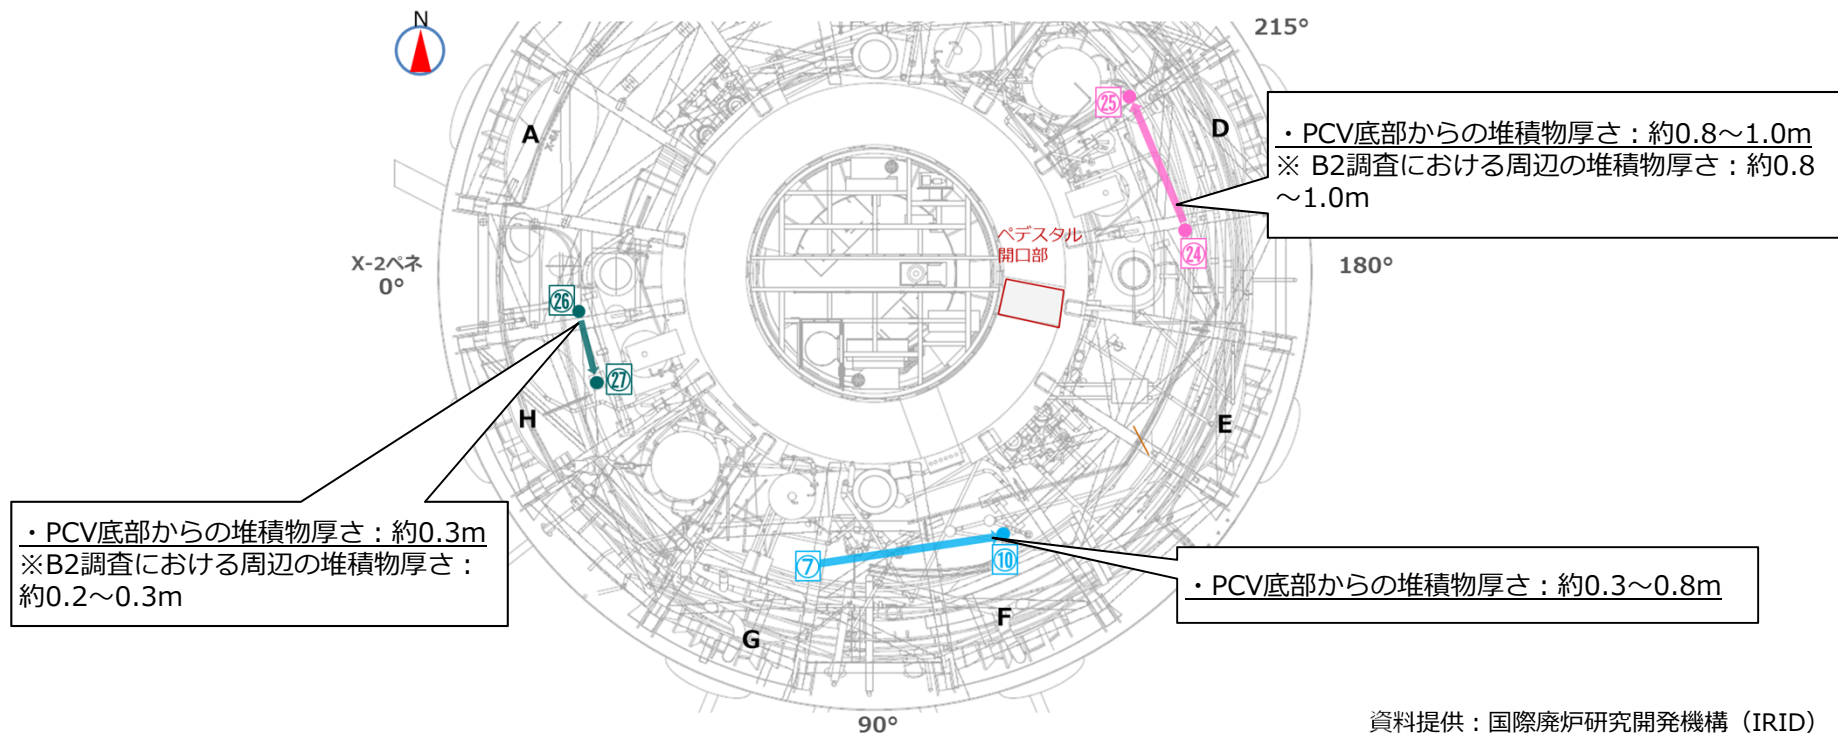 N
215°
㉕
A
D
・PCV底部からの堆積物厚さ：約0.8～1.0m
※ B2調査における周辺の堆積物厚さ：約0.8
～1.0m
ペデスタル
開口部
㉔
X-2ペネ
0°
180°
㉖
㉗
H
E
・PCV底部からの堆積物厚さ：約0.3m
※B2調査における周辺の堆積物厚さ：
約0.2～0.3m
⑦
⑩
・PCV底部からの堆積物厚さ：約0.3～0.8m
F
G
90°
資料提供：国際廃炉研究開発機構（IRID）